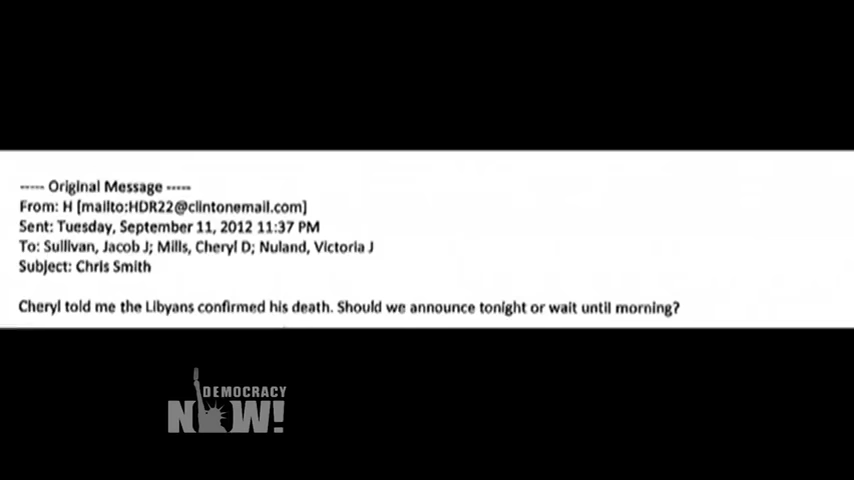 ----- Original Message -----
From: H [mailto:HDR22@clintonemail.com]
Sent: Tuesday, September 11, 2012 11:37 PM
To: Sullivan, Jacob J; Mills, Cheryl D; Nuland, Victoria J
Subject: Chris Smith
Cheryl told me the Libyans confirmed his death. Should we announce tonight or wait until morning?
DEMOCRACY
NOW!